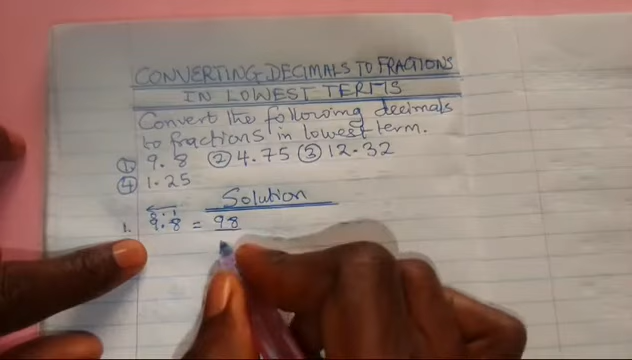 CONVERTING DECIMALS TO FRACTIONS
IN LOWEST TERMS
Convert the following decimals
to fractions in lowest term.
① 9.8 ② 4.75 ③ 12.32
④ 1.25
Solution
1. 9.8 = 98